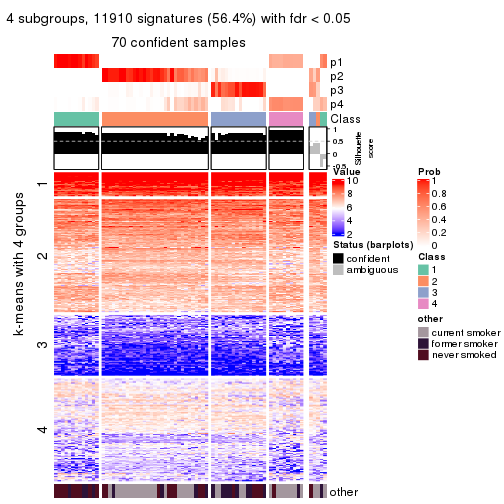 4 subgroups, 11910 signatures (56.4%) with fdr < 0.05
70 confident samples
p1
p2
p3
p4
Class
1
0.5
0
-0.5
Silhouette
score
k-means with 4 groups
1
2
3
4
other
Value
10
8
6
4
2
Status (barplots)
confident
ambiguous
Prob
1
0.8
0.6
0.4
0.2
0
Class
1
2
3
4
other
current smoker
former smoker
never smoked